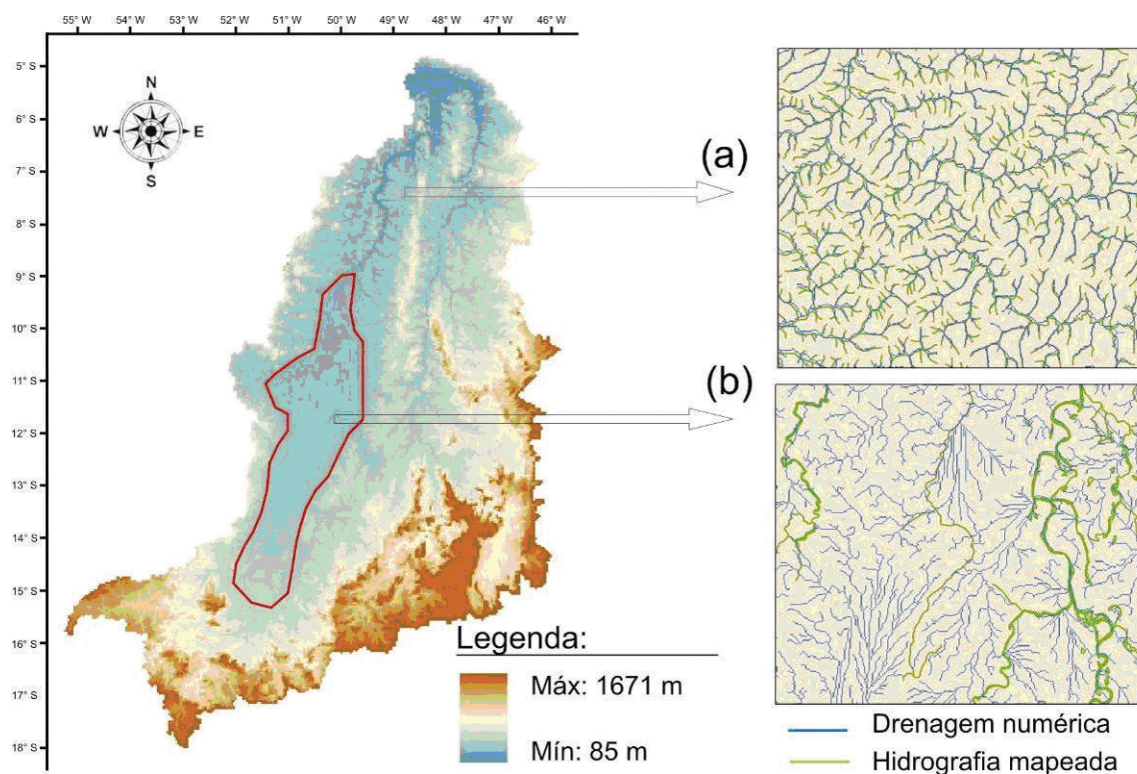 55° W 54° W 53° W 52° W 51° W 50° W 49° W 48° W 47° W 46° W
5° S
6° S
7° S
8° S
9° S
10° S
11° S
12° S
13° S
14° S
15° S
16° S
17° S
18° S
N
W E
S
(a)
(b)
Legenda:
Máx: 1671 m
Mín: 85 m
Drenagem numérica
Hidrografia mapeada